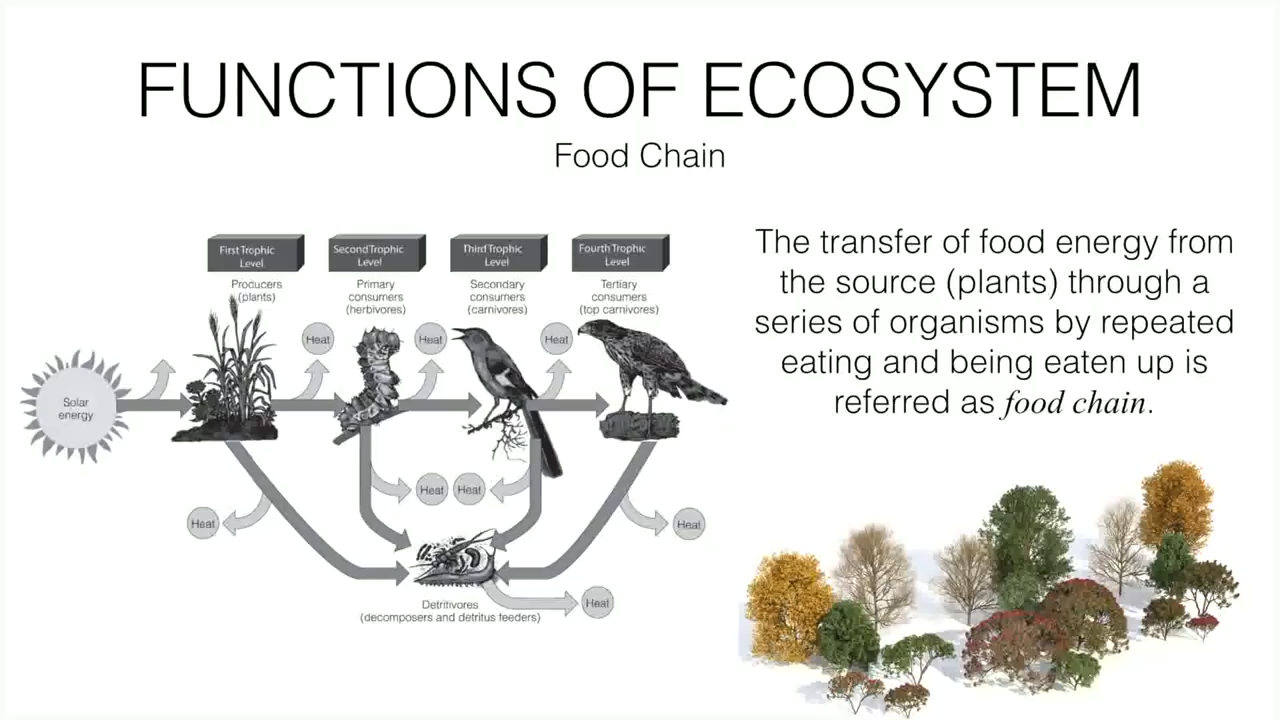 FUNCTIONS OF ECOSYSTEM
Food Chain
First Trophic
Level
Second Trophic
Level
Third Trophic
Level
Fourth Trophic
Level
Producers
(plants)
Primary
consumers
(herbivores)
Secondary
consumers
(carnivores)
Tertiary
consumers
(top carnivores)
Heat
Heat
Heat
Solar
energy
Heat
Heat
Heat
Heat
Heat
Detritivores
(decomposers and detritus feeders)
The transfer of food energy from
the source (plants) through a
series of organisms by repeated
eating and being eaten up is
referred as food chain.